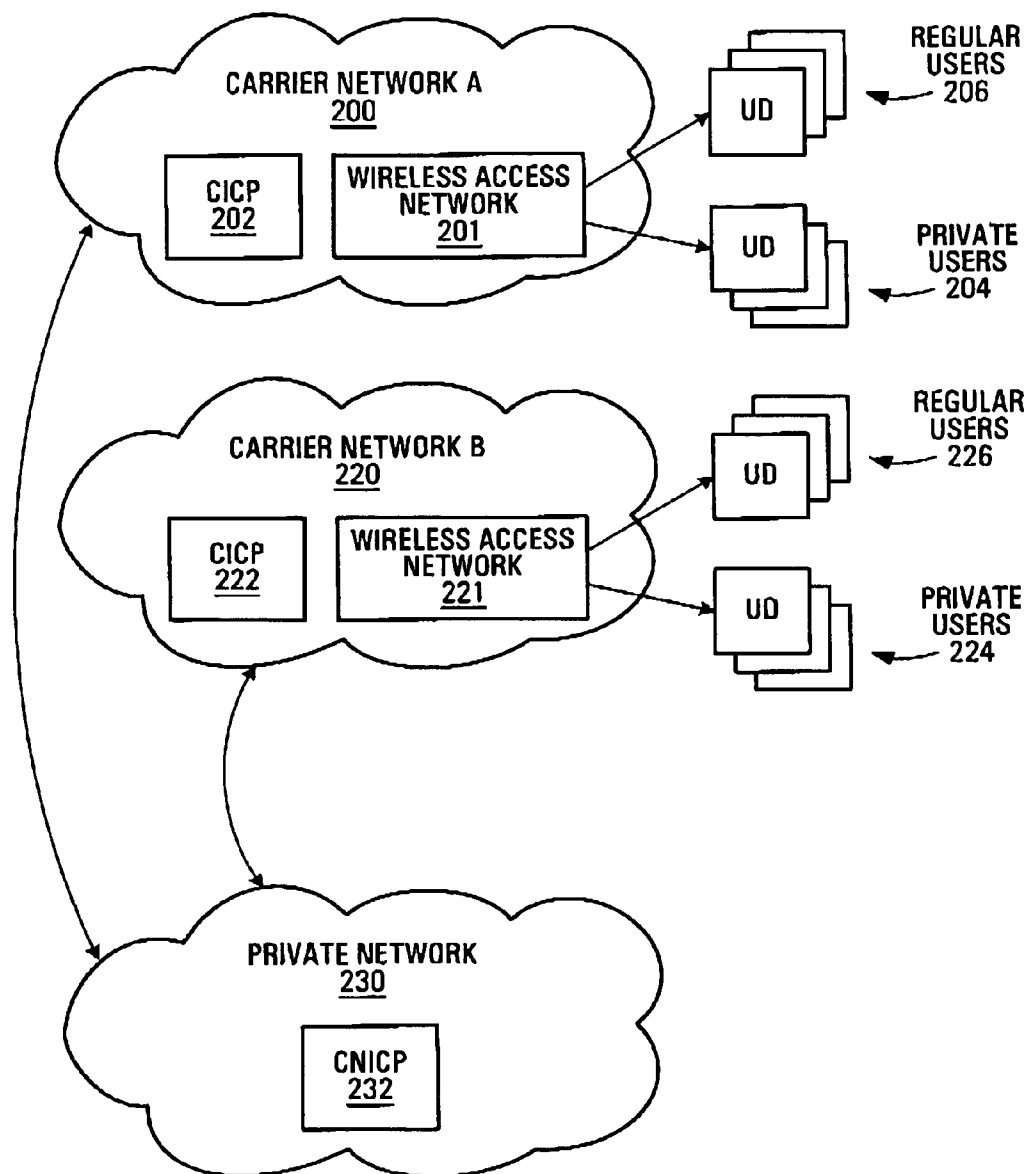 CARRIER NETWORK A
200
CICP
202
WIRELESS ACCESS
NETWORK
201
UD
REGULAR
USERS
206
UD
PRIVATE
USERS
204
CARRIER NETWORK B
220
CICP
222
WIRELESS ACCESS
NETWORK
221
UD
REGULAR
USERS
226
UD
PRIVATE
USERS
224
PRIVATE NETWORK
230
CNICP
232